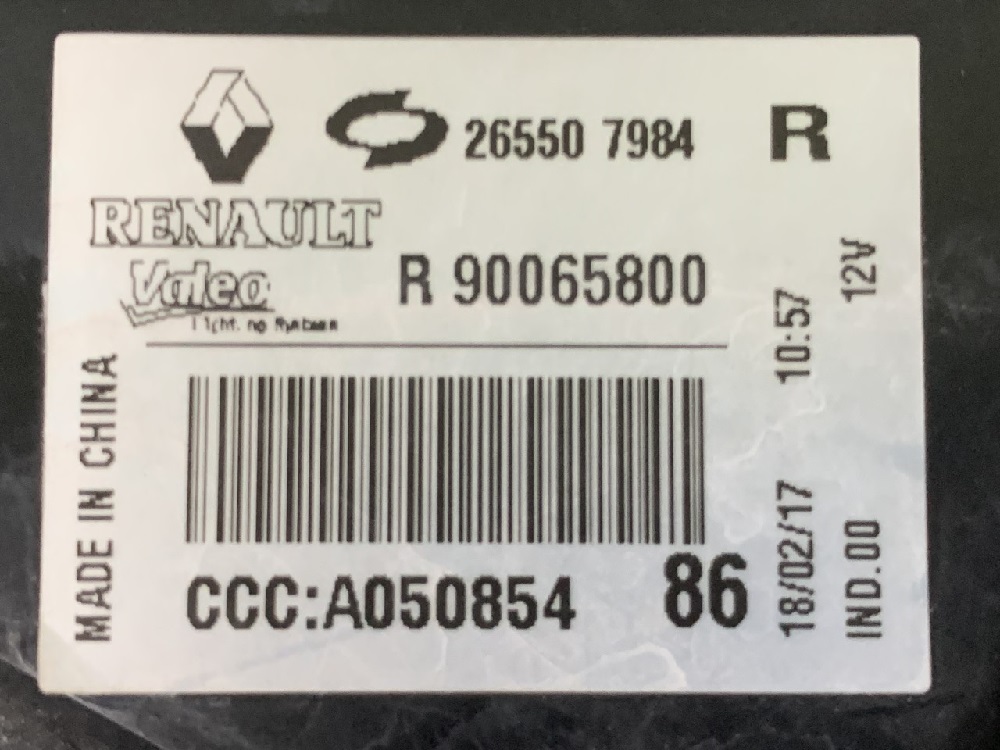 26550 7984 R
RENAULT
Valeo
R 90065800
MADE IN CHINA
CCC:A050854 86
18/02/17 10:57
IND.00 12V